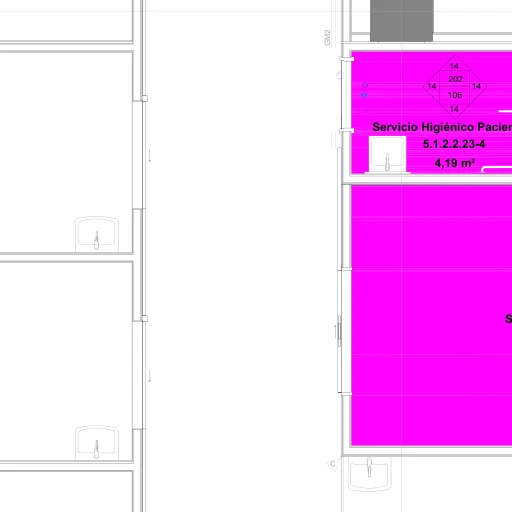 GM2
14
202
14
14
106
14
Servicio Higiénico Pacien
5.1.2.2.23-4
4,19 m²
S
C